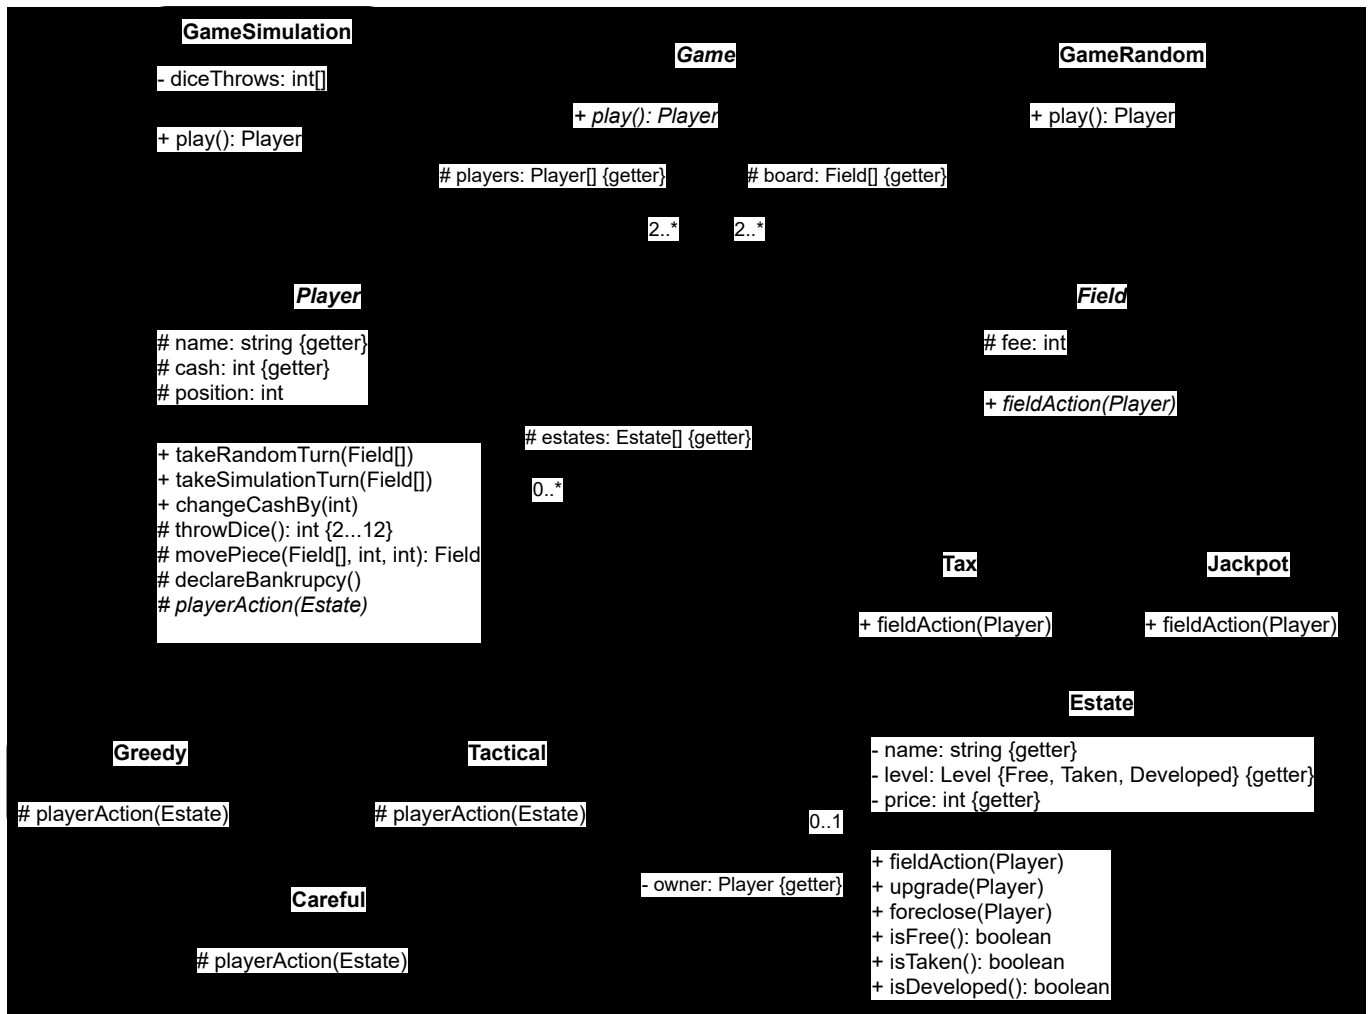 GameSimulation
- diceThrows: int[]
+ play(): Player
Game
+ play(): Player
GameRandom
+ play(): Player
# players: Player[] {getter}
# board: Field[] {getter}
2..*
2..*
Player
# name: string {getter}
# cash: int {getter}
# position: int
+ takeRandomTurn(Field[])
+ takeSimulationTurn(Field[])
+ changeCashBy(int)
# throwDice(): int {2...12}
# movePiece(Field[], int, int): Field
# declareBankrupcy()
# playerAction(Estate)
Field
# fee: int
+ fieldAction(Player)
# estates: Estate[] {getter}
0..*
Tax
+ fieldAction(Player)
Jackpot
+ fieldAction(Player)
Greedy
# playerAction(Estate)
Tactical
# playerAction(Estate)
Careful
# playerAction(Estate)
Estate
- name: string {getter}
- level: Level {Free, Taken, Developed} {getter}
- price: int {getter}
+ fieldAction(Player)
+ upgrade(Player)
+ foreclose(Player)
+ isFree(): boolean
+ isTaken(): boolean
+ isDeveloped(): boolean
0..1
- owner: Player {getter}